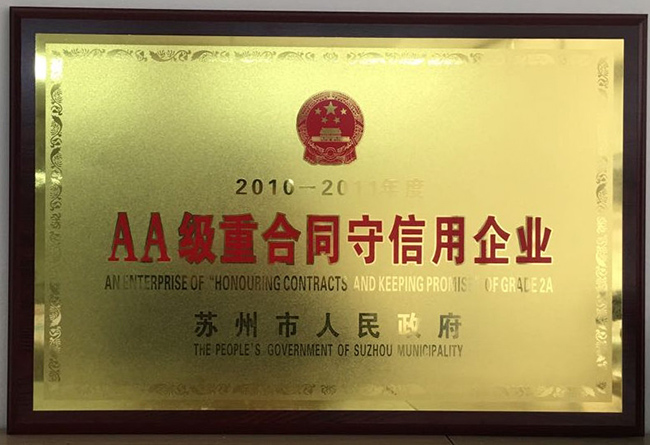 2010－2011年度
AA级重合同守信用企业
AN ENTERPRISE OF "HONOURING CONTRACTS AND KEEPING PROMISE" OF GRADE 2A
苏州市人民政府
THE PEOPLE'S GOVERNMENT OF SUZHOU MUNICIPALITY